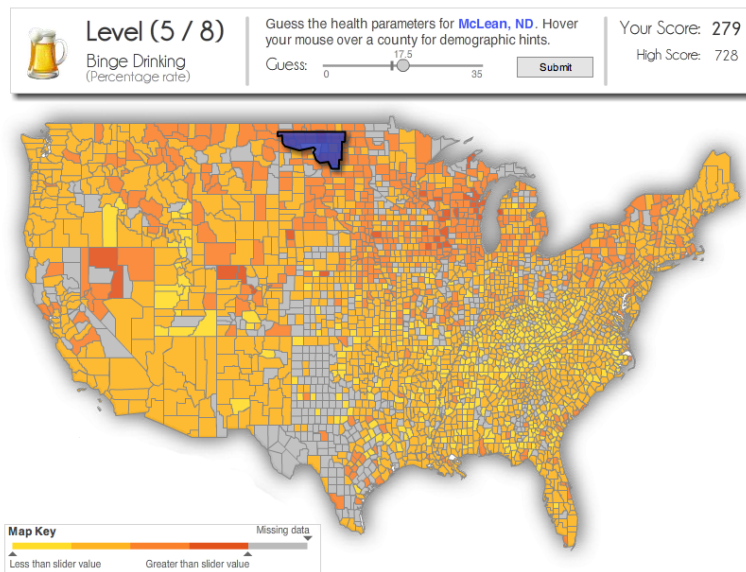 Level (5 / 8)
Binge Drinking
(Percentage rate)
Guess the health parameters for McLean, ND. Hover
your mouse over a county for demographic hints.
Guess:
17.5
0
35
Submit
Your Score: 279
High Score: 728
Map Key
Missing data
Less than slider value
Greater than slider value